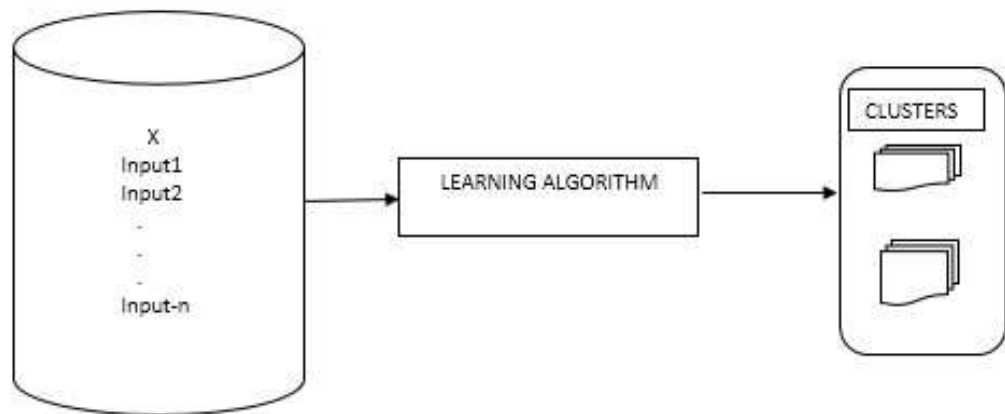 X
Input1
Input2
.
.
.
Input-n
LEARNING ALGORITHM
CLUSTERS